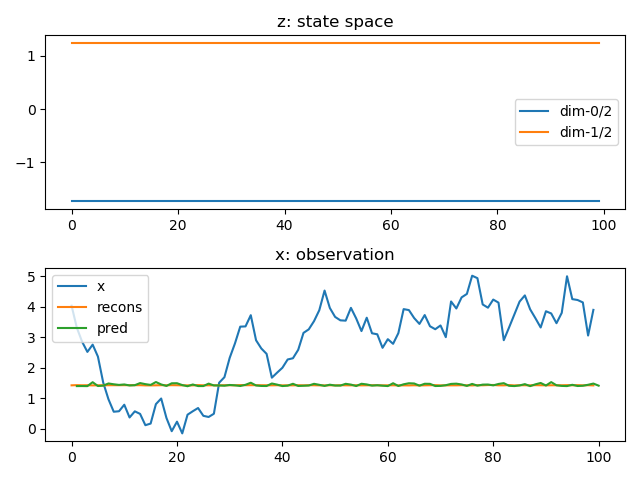 z: state space
1
0
−1
dim-0/2
dim-1/2
0 20 40 60 80 100
x: observation
5
4
3
2
1
0
x
recons
pred
0 20 40 60 80 100